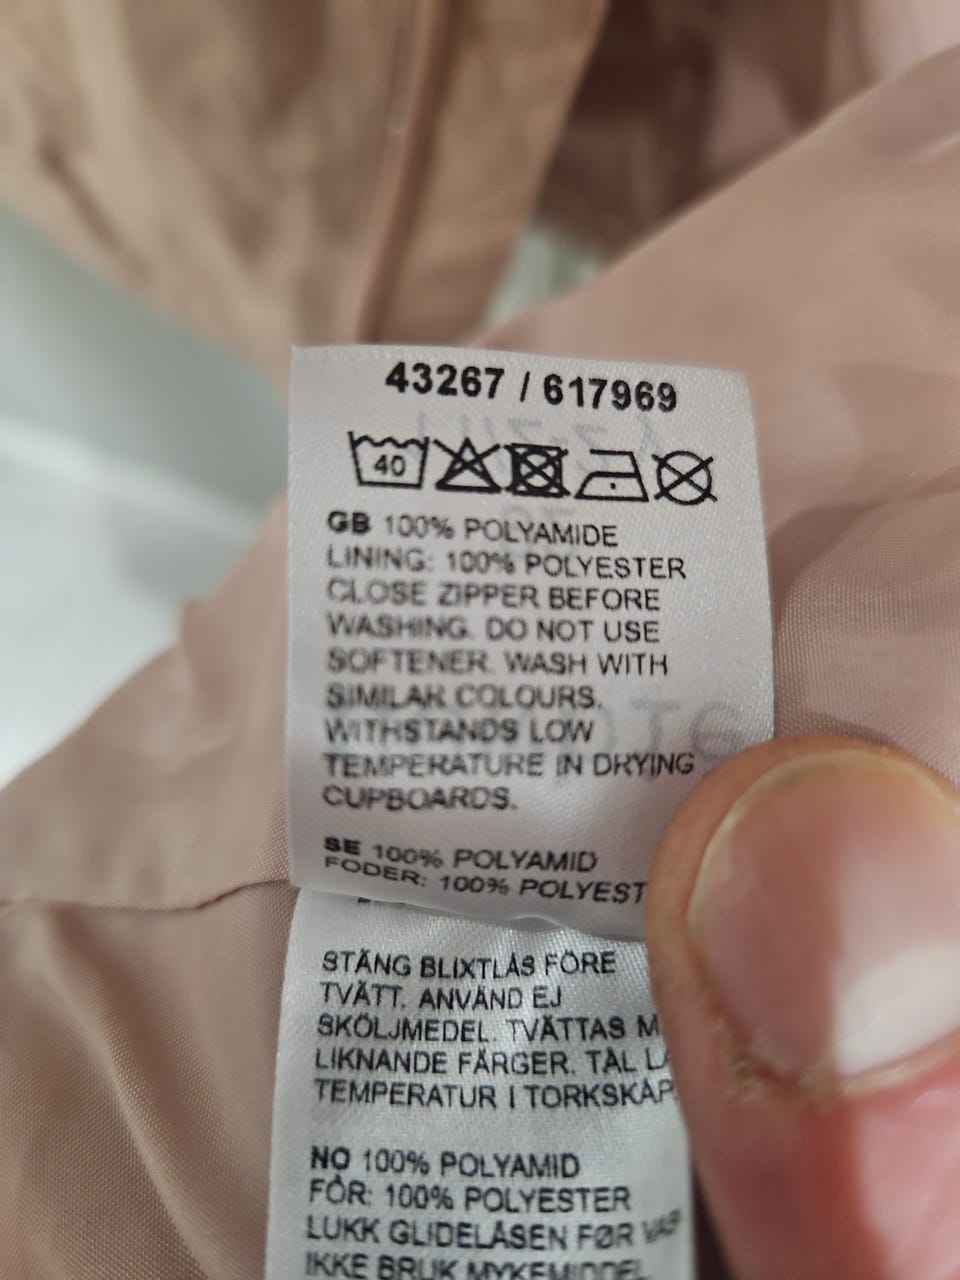 43267 / 617969
40
GB 100% POLYAMIDE
LINING: 100% POLYESTER
CLOSE ZIPPER BEFORE
WASHING. DO NOT USE
SOFTENER. WASH WITH
SIMILAR COLOURS.
WITHSTANDS LOW
TEMPERATURE IN DRYING
CUPBOARDS.
SE 100% POLYAMID
FODER: 100% POLYEST
STÄNG BLIXTLÅS FÖRE
TVÄTT. ANVÄND EJ
SKÖLJMEDEL. TVÄTTAS M
LIKNANDE FÄRGER. TÅL LÅ
TEMPERATUR I TORKSKÅP.
NO 100% POLYAMID
FÔR: 100% POLYESTER
LUKK GLIDELÅSEN FØR VASK
IKKE BRUK MYKEMIDDEL